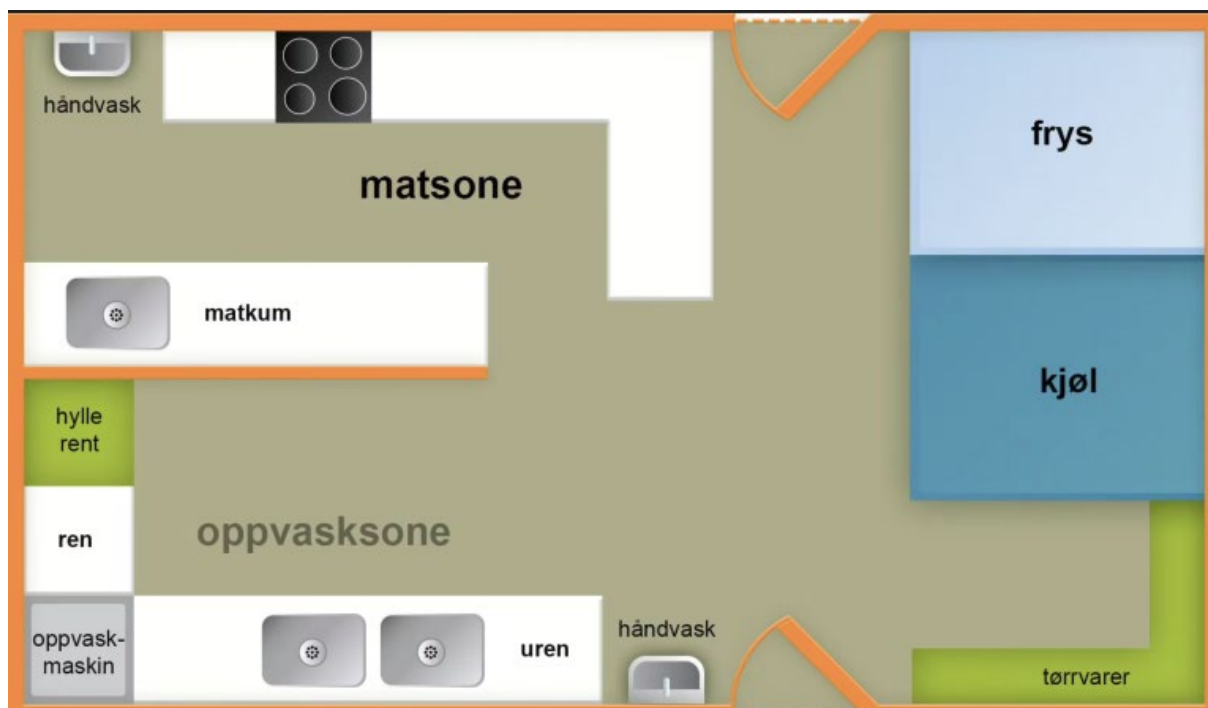 håndvask
frys
matsone
matkum
kjøl
hylle
rent
oppvasksone
ren
oppvask-
maskin
uren
håndvask
tørrvarer